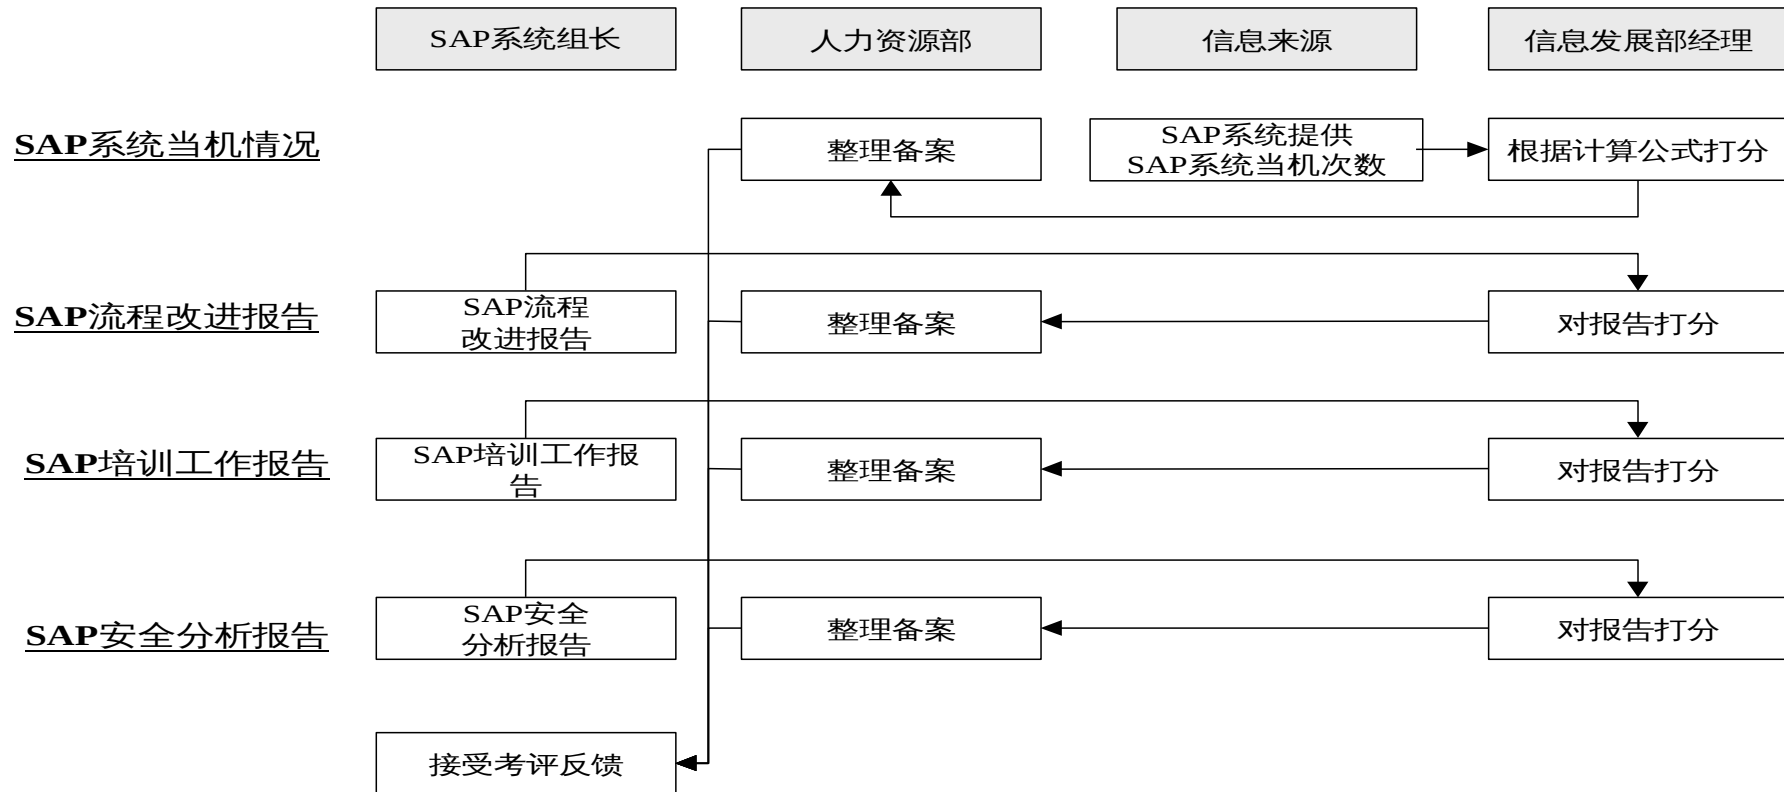 SAP系统组长
人力资源部
信息来源
信息发展部经理
SAP系统当机情况
整理备案
SAP系统提供
SAP系统当机次数
根据计算公式打分
SAP流程改进报告
SAP流程
改进报告
整理备案
对报告打分
SAP培训工作报告
SAP培训工作报
告
整理备案
对报告打分
SAP安全分析报告
SAP安全
分析报告
整理备案
对报告打分
接受考评反馈